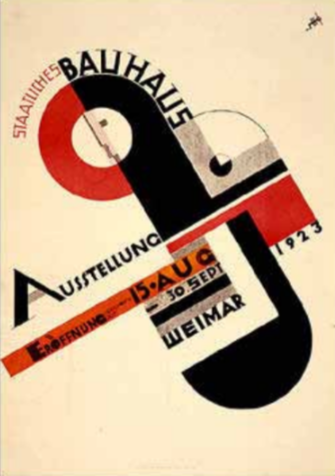 STAATLICHES
BAUHAUS
AUSSTELLUNG
1923
15·AUG
ERÖFFNUNG
30 SEPT
WEIMAR